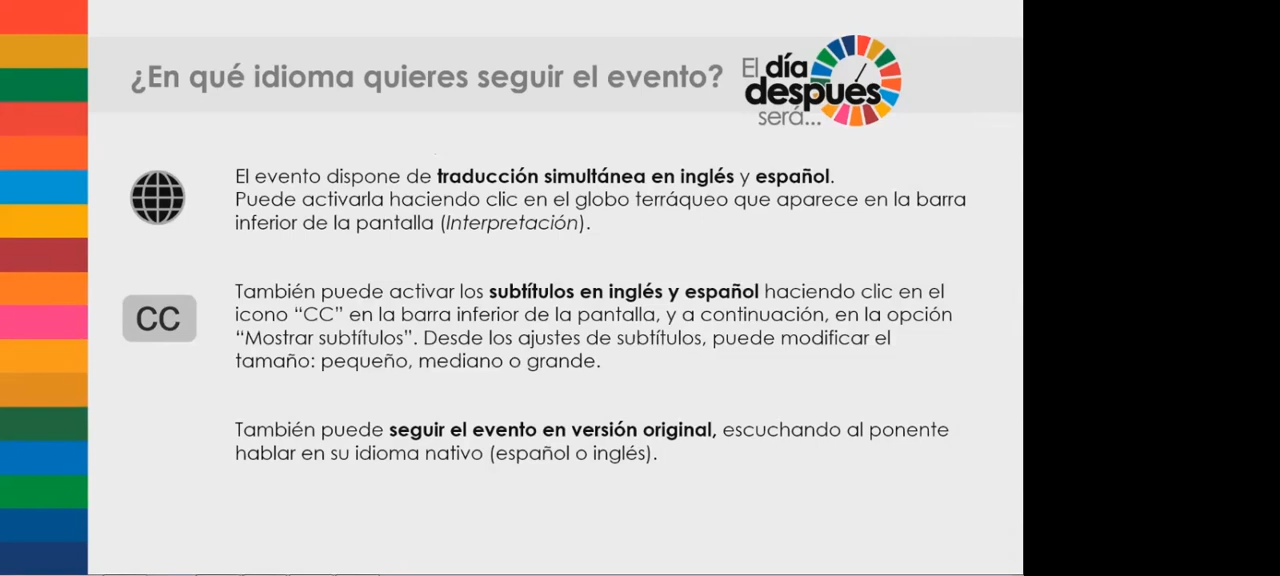 ¿En qué idioma quieres seguir el evento?
El día
después
será...
El evento dispone de traducción simultánea en inglés y español.
Puede activarla haciendo clic en el globo terráqueo que aparece en la barra
inferior de la pantalla (Interpretación).
CC
También puede activar los subtítulos en inglés y español haciendo clic en el
icono “CC” en la barra inferior de la pantalla, y a continuación, en la opción
“Mostrar subtítulos”. Desde los ajustes de subtítulos, puede modificar el
tamaño: pequeño, mediano o grande.
También puede seguir el evento en versión original, escuchando al ponente
hablar en su idioma nativo (español o inglés).